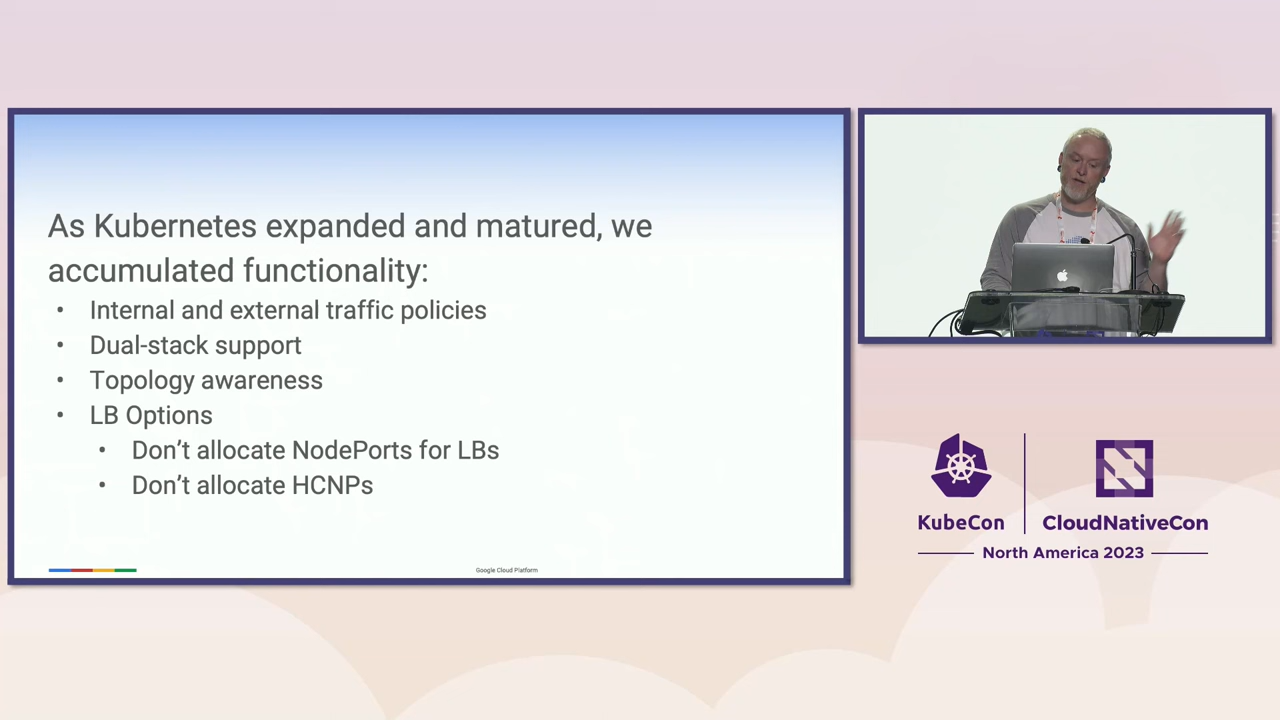 As Kubernetes expanded and matured, we
accumulated functionality:
• Internal and external traffic policies
• Dual-stack support
• Topology awareness
• LB Options
• Don’t allocate NodePorts for LBs
• Don’t allocate HCNPs
Google Cloud Platform
KubeCon
CloudNativeCon
North America 2023